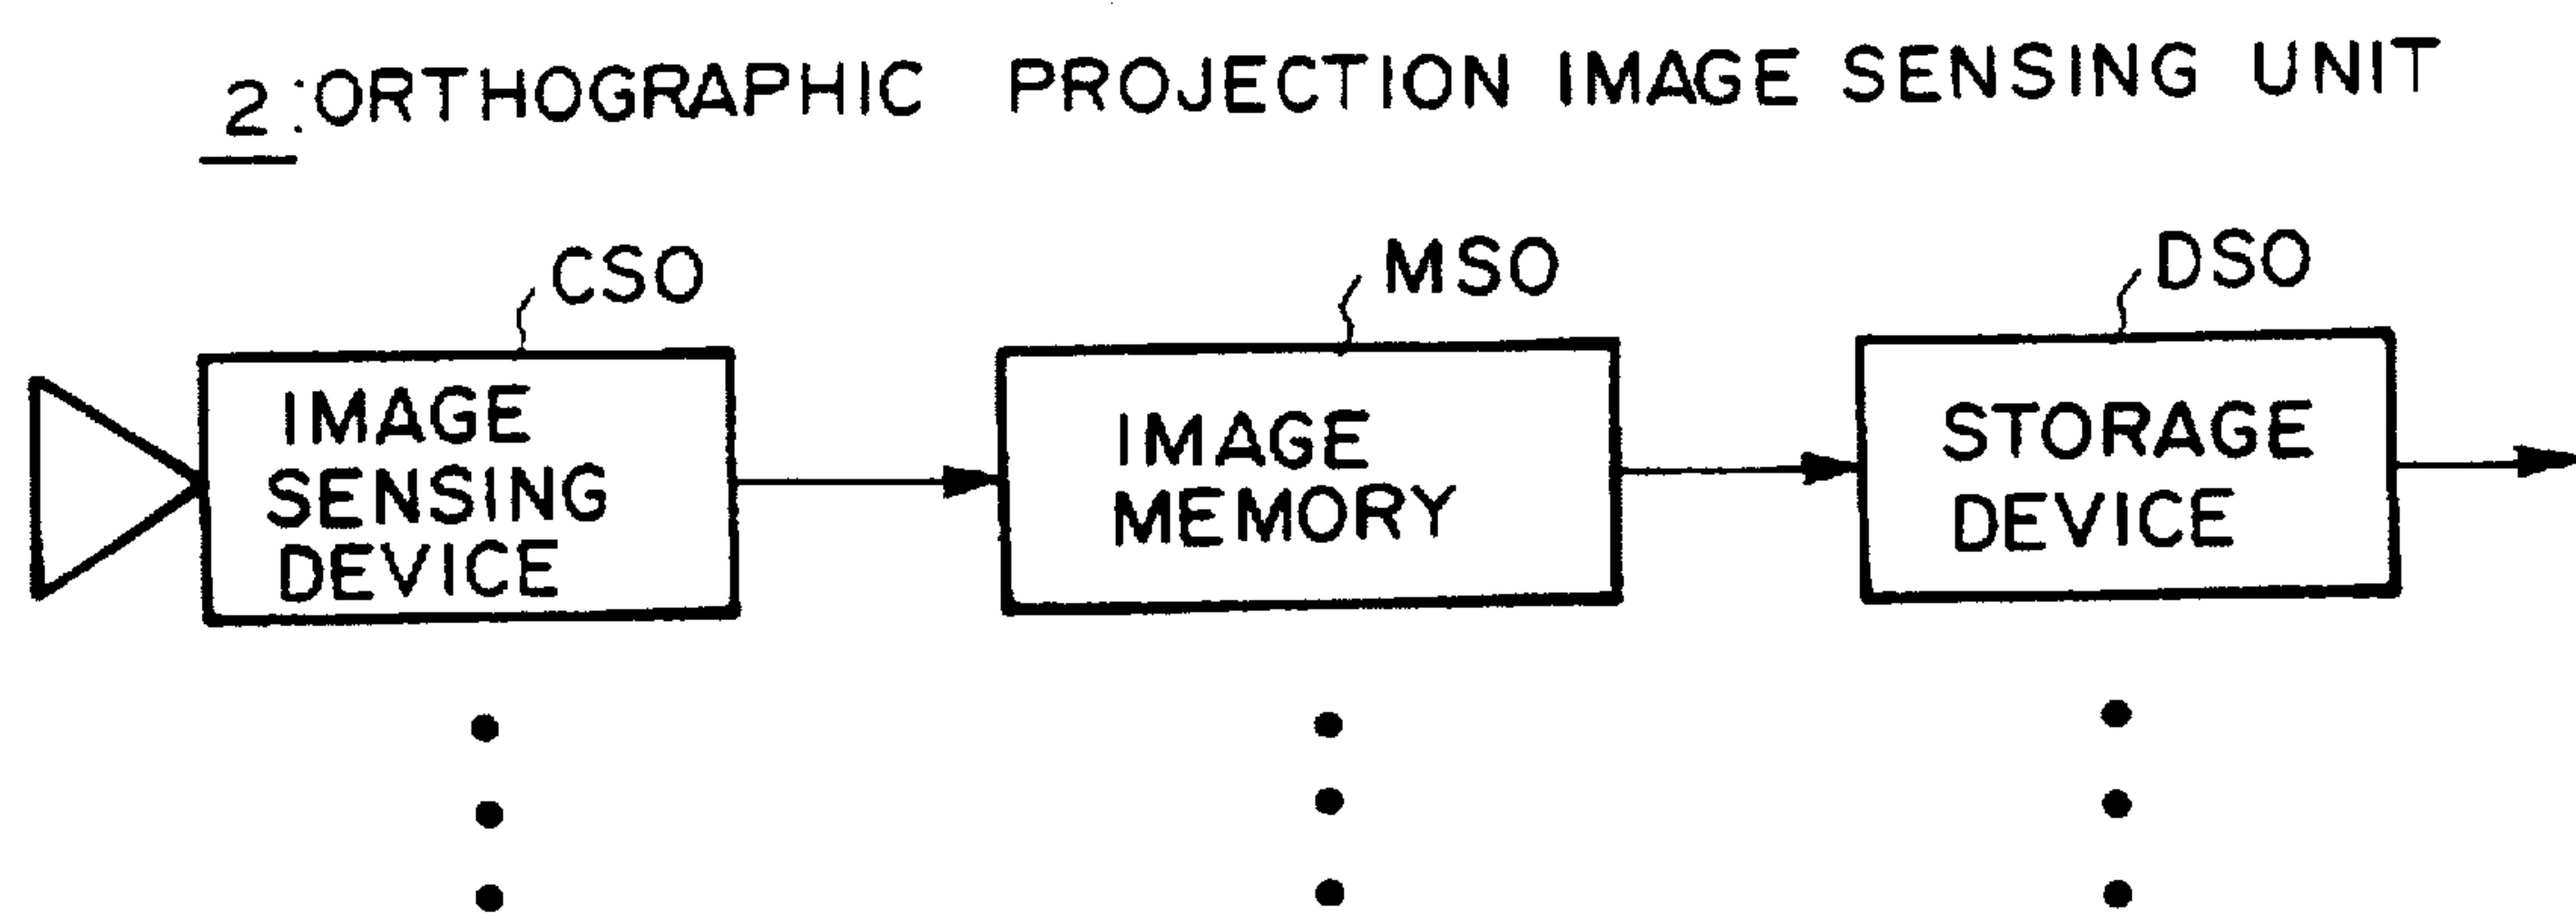 2:ORTHOGRAPHIC PROJECTION IMAGE SENSING UNIT
CSO
MSO
DSO
IMAGE
SENSING
DEVICE
IMAGE
MEMORY
STORAGE
DEVICE